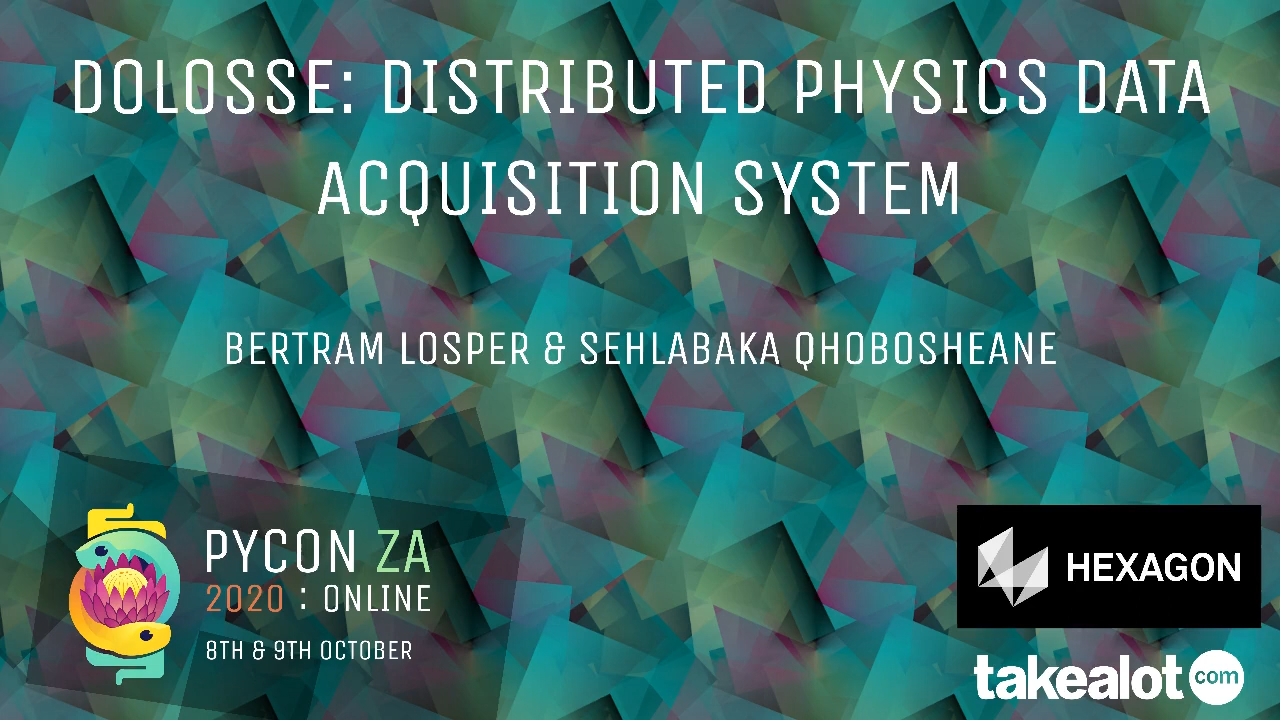 DOLOSSE: DISTRIBUTED PHYSICS DATA
ACQUISITION SYSTEM
BERTRAM LOSPER & SEHLABAKA QHOBOSHEANE
PYCON ZA
2020 : ONLINE
8TH & 9TH OCTOBER
HEXAGON
takealot com